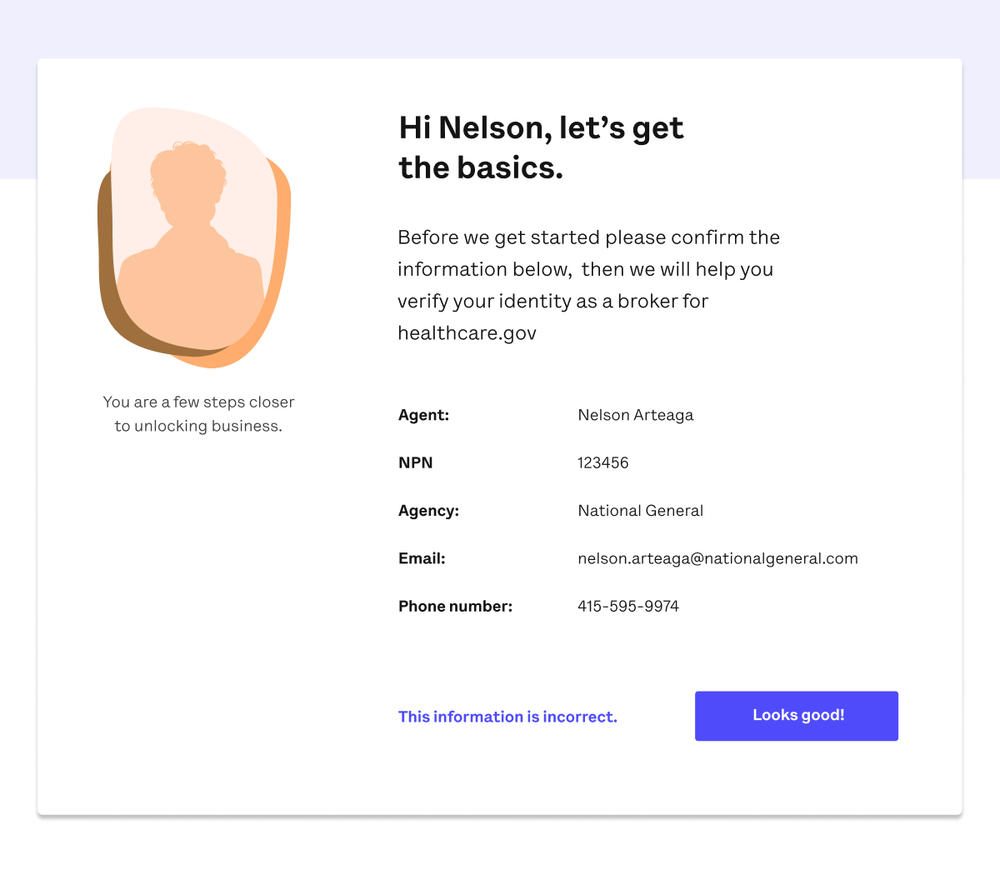 Hi Nelson, let’s get
the basics.
Before we get started please confirm the
information below,  then we will help you
verify your identity as a broker for
healthcare.gov
You are a few steps closer
to unlocking business.
Agent: Nelson Arteaga
NPN 123456
Agency: National General
Email: nelson.arteaga@nationalgeneral.com
Phone number: 415-595-9974
This information is incorrect. Looks good!